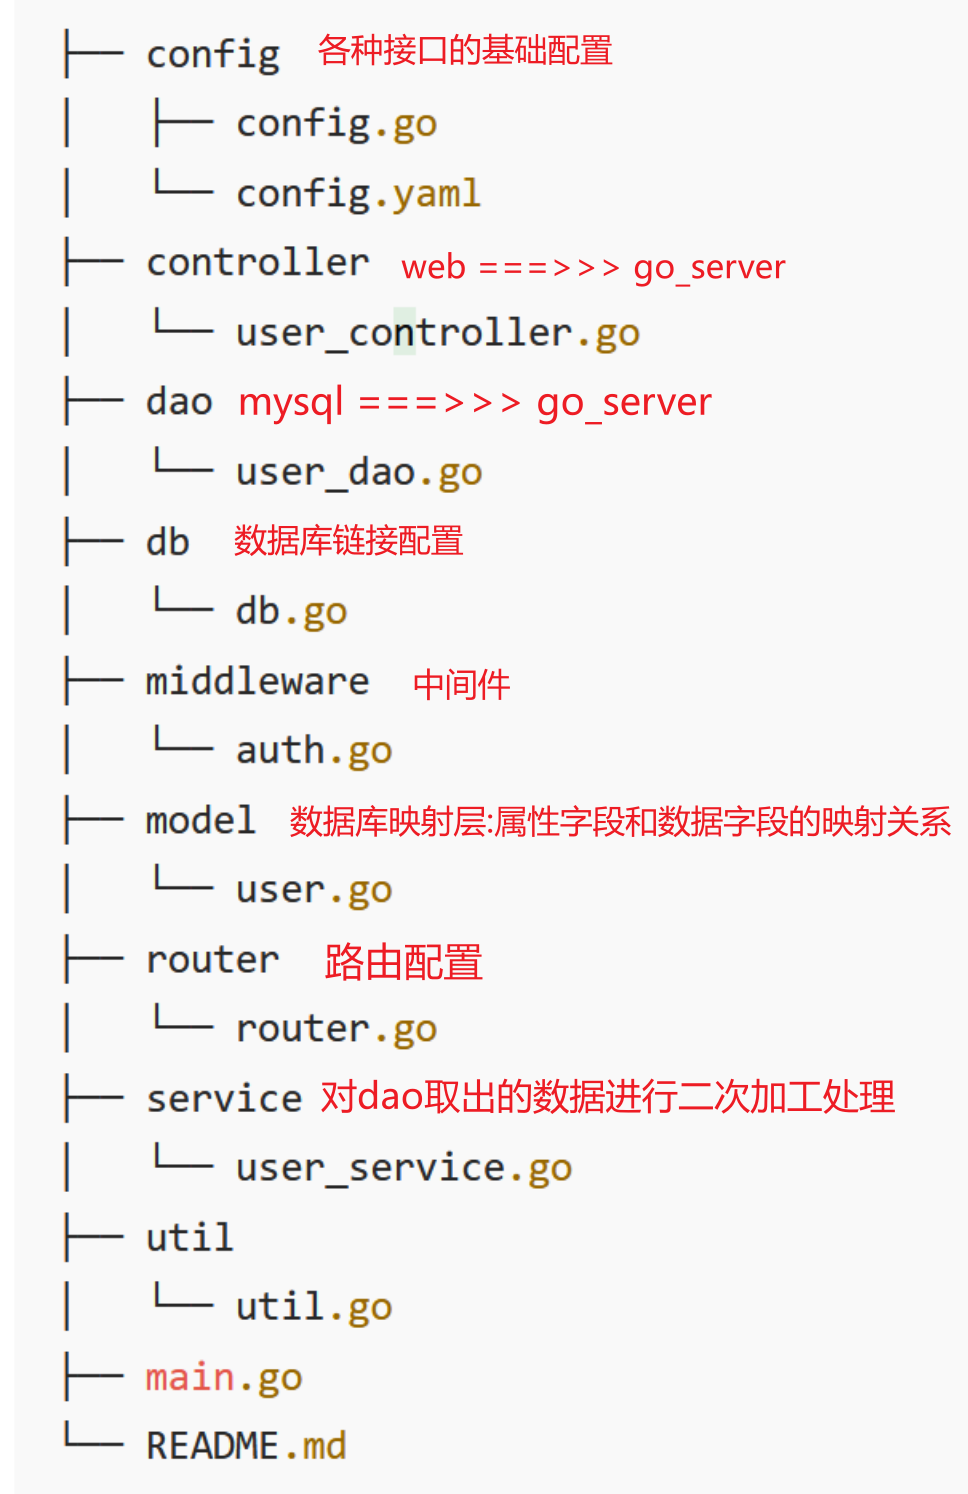 ├── config 各种接口的基础配置
│   ├── config.go
│   └── config.yaml
├── controller web ===>>> go_server
│   └── user_controller.go
├── dao mysql ===>>> go_server
│   └── user_dao.go
├── db 数据库链接配置
│   └── db.go
├── middleware 中间件
│   └── auth.go
├── model 数据库映射层:属性字段和数据字段的映射关系
│   └── user.go
├── router 路由配置
│   └── router.go
├── service 对dao取出的数据进行二次加工处理
│   └── user_service.go
├── util
│   └── util.go
├── main.go
└── README.md